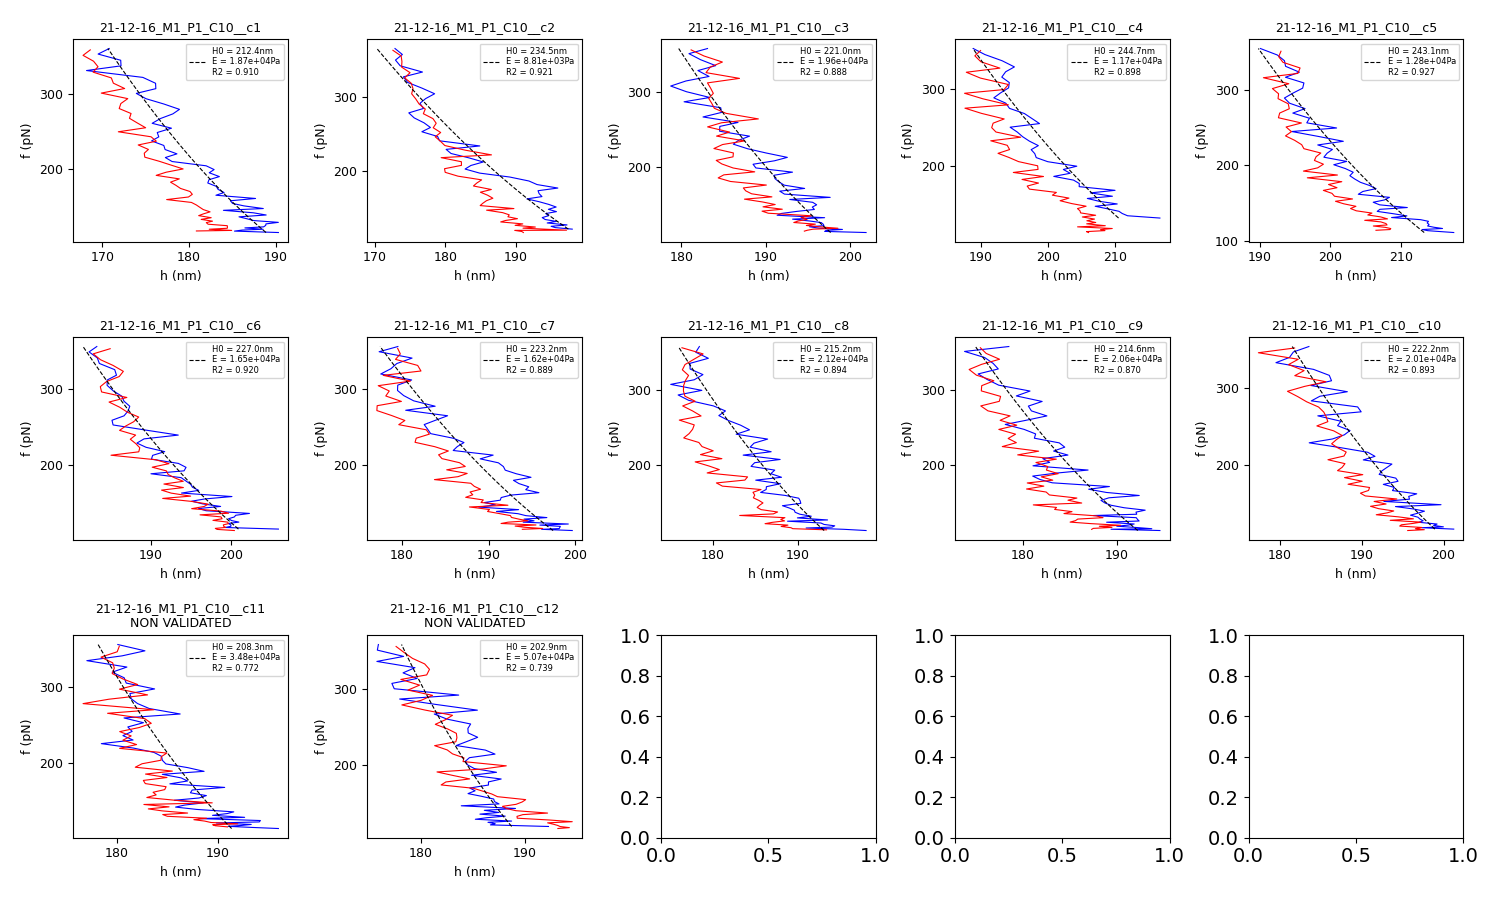 21-12-16_M1_P1_C10__c1
H0 = 212.4nm
E = 1.87e+04Pa
R2 = 0.910
f (pN)
300
200
170
180
190
h (nm)
21-12-16_M1_P1_C10__c2
H0 = 234.5nm
E = 8.81e+03Pa
R2 = 0.921
f (pN)
300
200
170
180
190
h (nm)
21-12-16_M1_P1_C10__c3
H0 = 221.0nm
E = 1.96e+04Pa
R2 = 0.888
f (pN)
300
200
180
190
200
h (nm)
21-12-16_M1_P1_C10__c4
H0 = 244.7nm
E = 1.17e+04Pa
R2 = 0.898
f (pN)
300
200
190
200
210
h (nm)
21-12-16_M1_P1_C10__c5
H0 = 243.1nm
E = 1.28e+04Pa
R2 = 0.927
f (pN)
300
200
100
190
200
210
h (nm)
21-12-16_M1_P1_C10__c6
H0 = 227.0nm
E = 1.65e+04Pa
R2 = 0.920
f (pN)
300
200
190
200
h (nm)
21-12-16_M1_P1_C10__c7
H0 = 223.2nm
E = 1.62e+04Pa
R2 = 0.889
f (pN)
300
200
180
190
200
h (nm)
21-12-16_M1_P1_C10__c8
H0 = 215.2nm
E = 2.12e+04Pa
R2 = 0.894
f (pN)
300
200
180
190
h (nm)
21-12-16_M1_P1_C10__c9
H0 = 214.6nm
E = 2.06e+04Pa
R2 = 0.870
f (pN)
300
200
180
190
h (nm)
21-12-16_M1_P1_C10__c10
H0 = 222.2nm
E = 2.01e+04Pa
R2 = 0.893
f (pN)
300
200
180
190
200
h (nm)
21-12-16_M1_P1_C10__c11
NON VALIDATED
H0 = 208.3nm
E = 3.48e+04Pa
R2 = 0.772
f (pN)
300
200
180
190
h (nm)
21-12-16_M1_P1_C10__c12
NON VALIDATED
H0 = 202.9nm
E = 5.07e+04Pa
R2 = 0.739
f (pN)
300
200
180
190
h (nm)
1.0
0.8
0.6
0.4
0.2
0.0
0.0
0.5
1.0
1.0
0.8
0.6
0.4
0.2
0.0
0.0
0.5
1.0
1.0
0.8
0.6
0.4
0.2
0.0
0.0
0.5
1.0